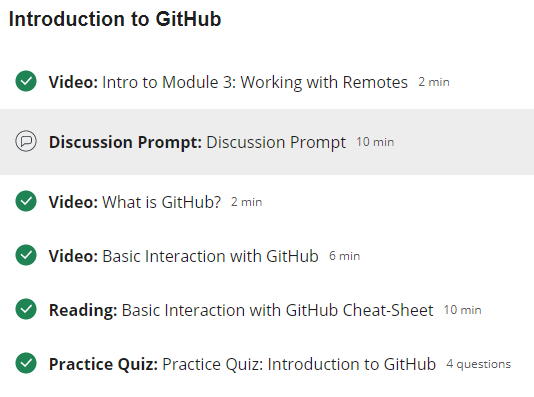 Introduction to GitHub
Video: Intro to Module 3: Working with Remotes 2 min
Discussion Prompt: Discussion Prompt 10 min
Video: What is GitHub? 2 min
Video: Basic Interaction with GitHub 6 min
Reading: Basic Interaction with GitHub Cheat-Sheet 10 min
Practice Quiz: Practice Quiz: Introduction to GitHub 4 questions